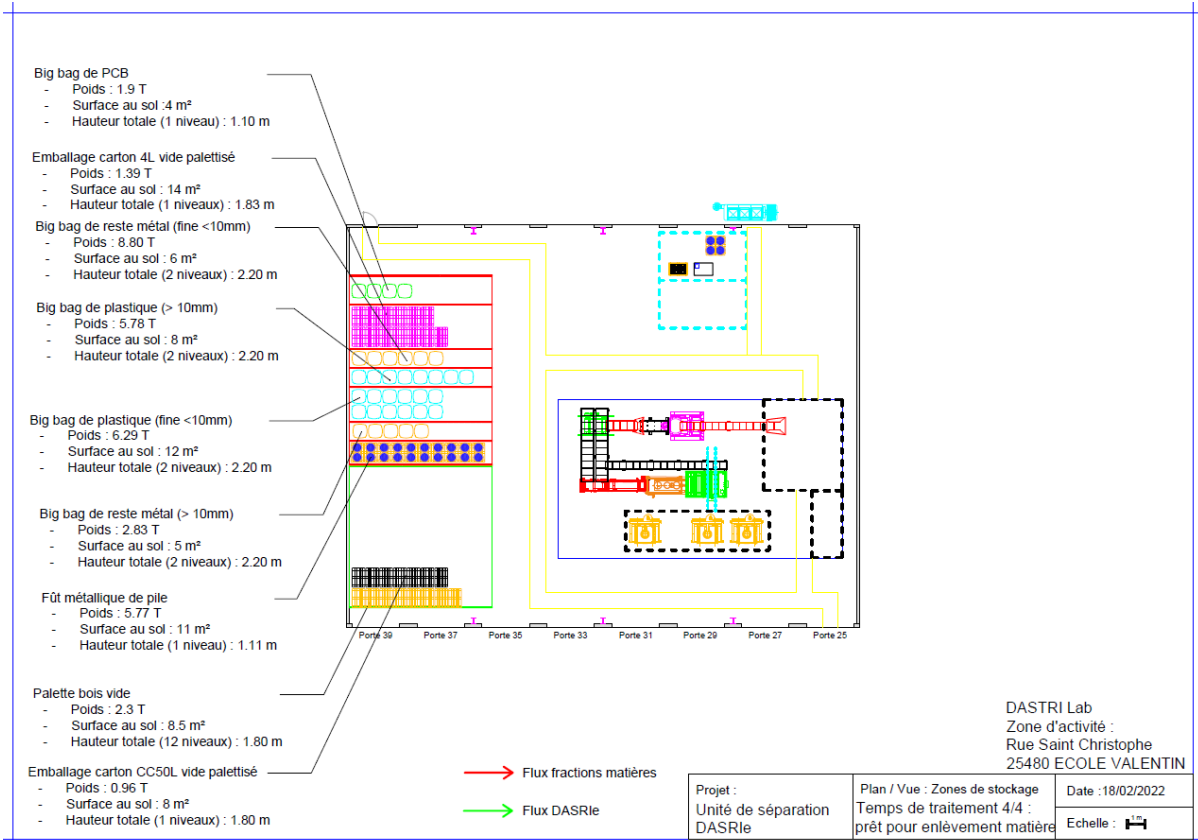 Big bag de PCB
- Poids : 1.9 T
- Surface au sol :4 m²
- Hauteur totale (1 niveau) : 1.10 m
Emballage carton 4L vide palettisé
- Poids : 1.39 T
- Surface au sol : 14 m²
- Hauteur totale (1 niveaux) : 1.83 m
Big bag de reste métal (fine <10mm)
- Poids : 8.80 T
- Surface au sol : 6 m²
- Hauteur totale (2 niveaux) : 2.20 m
Big bag de plastique (> 10mm)
- Poids : 5.78 T
- Surface au sol : 8 m²
- Hauteur totale (2 niveaux) : 2.20 m
Big bag de plastique (fine <10mm)
- Poids : 6.29 T
- Surface au sol : 12 m²
- Hauteur totale (2 niveaux) : 2.20 m
Big bag de reste métal (> 10mm)
- Poids : 2.83 T
- Surface au sol : 5 m²
- Hauteur totale (2 niveaux) : 2.20 m
Fût métallique de pile
- Poids : 5.77 T
- Surface au sol : 11 m²
- Hauteur totale (1 niveau) : 1.11 m
Palette bois vide
- Poids : 2.3 T
- Surface au sol : 8.5 m²
- Hauteur totale (12 niveaux) : 1.80 m
Emballage carton CC50L vide palettisé
- Poids : 0.96 T
- Surface au sol : 8 m²
- Hauteur totale (1 niveaux) : 1.80 m
Porte 39 Porte 37 Porte 35 Porte 33 Porte 31 Porte 29 Porte 27 Porte 25
Flux fractions matières
Flux DASRIe
DASTRI Lab
Zone d'activité :
Rue Saint Christophe
25480 ECOLE VALENTIN
Projet :
Unité de séparation
DASRIe
Plan / Vue : Zones de stockage
Temps de traitement 4/4 :
prêt pour enlèvement matière
Date :18/02/2022
Echelle : 1 m